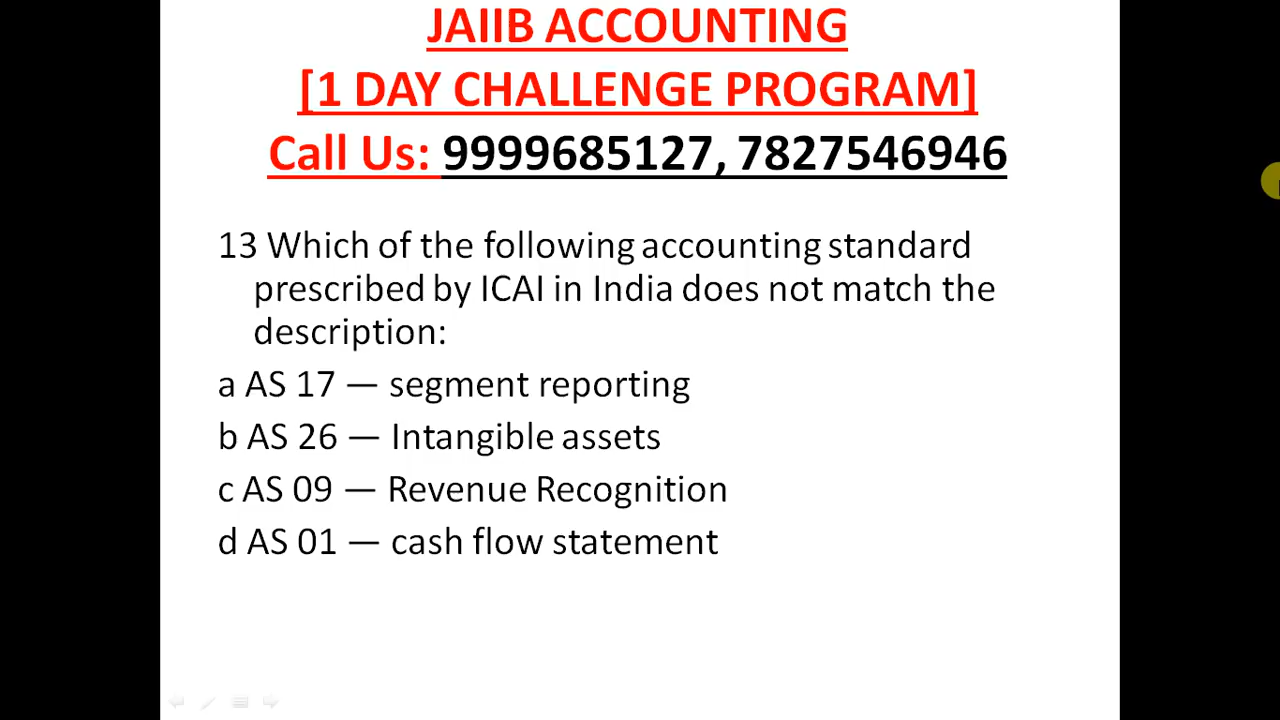 JAIIB ACCOUNTING
[1 DAY CHALLENGE PROGRAM]
Call Us: 9999685127, 7827546946
13 Which of the following accounting standard
prescribed by ICAI in India does not match the
description:
a AS 17 — segment reporting
b AS 26 — Intangible assets
c AS 09 — Revenue Recognition
d AS 01 — cash flow statement